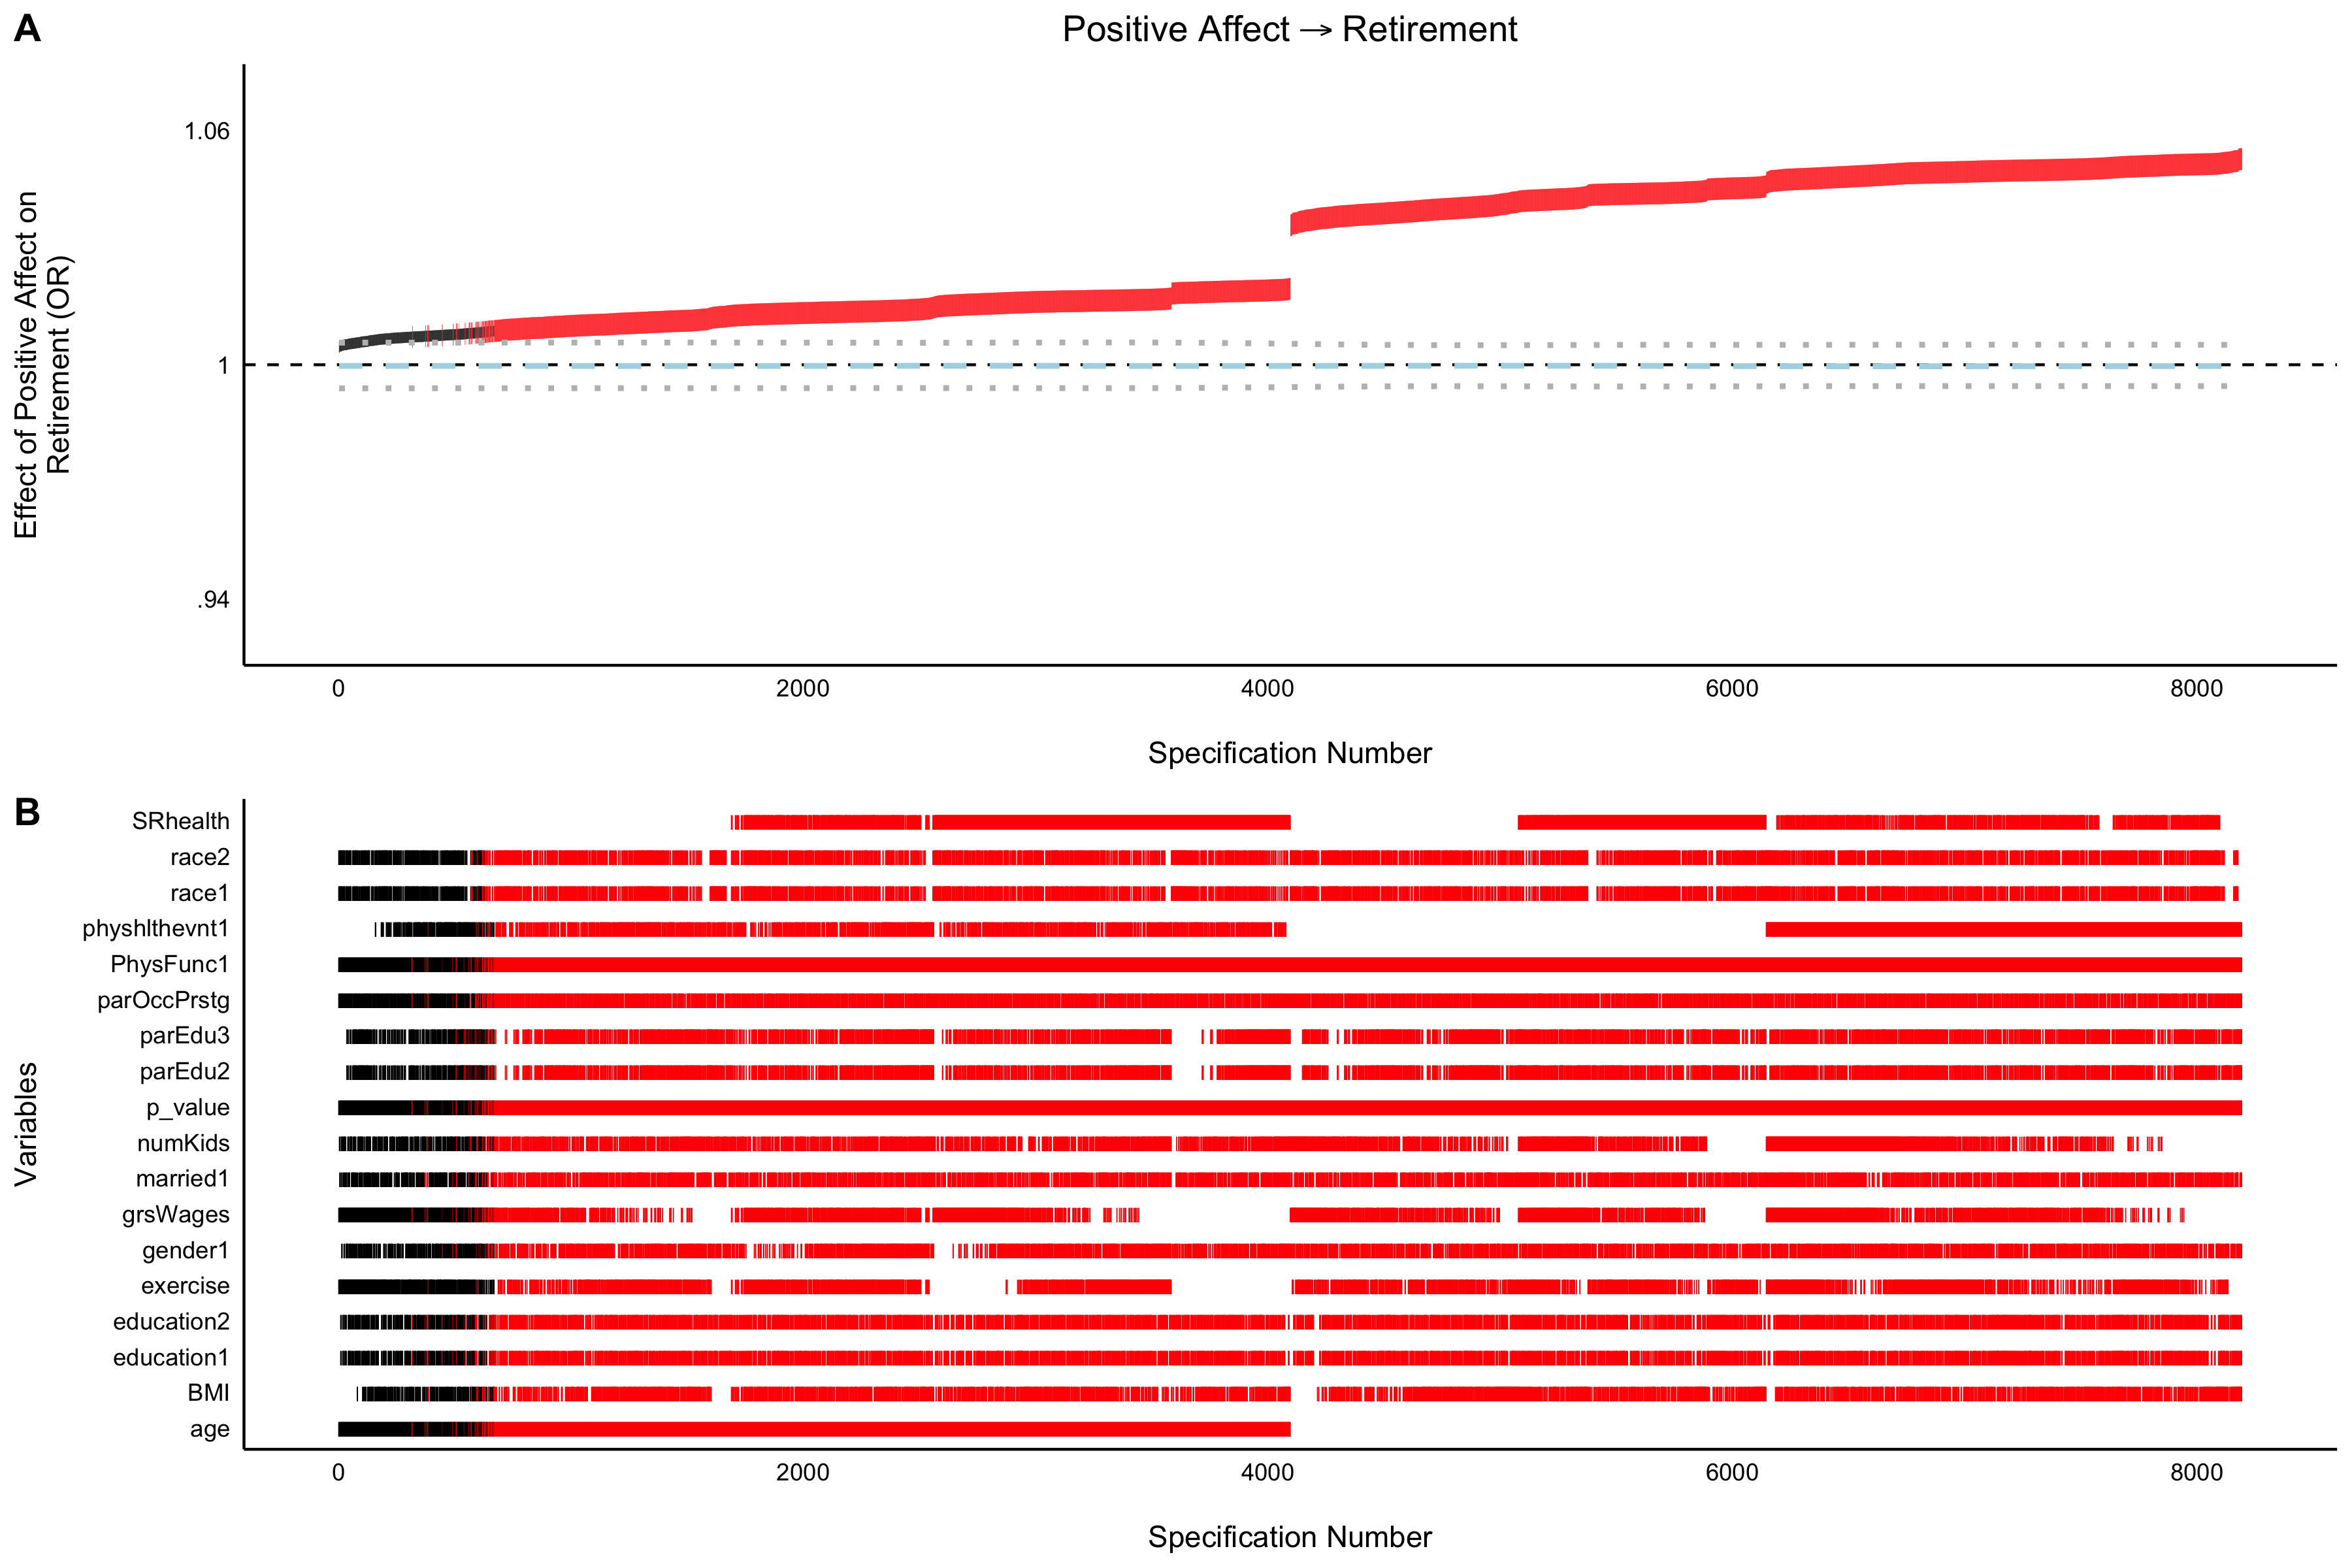 A
Positive Affect → Retirement
Effect of Positive Affect on
Retirement (OR)
1.06
1
.94
0 2000 4000 6000 8000
Specification Number
B
Variables
SRhealth
race2
race1
physhlthevnt1
PhysFunc1
parOccPrstg
parEdu3
parEdu2
p_value
numKids
married1
grsWages
gender1
exercise
education2
education1
BMI
age
0 2000 4000 6000 8000
Specification Number